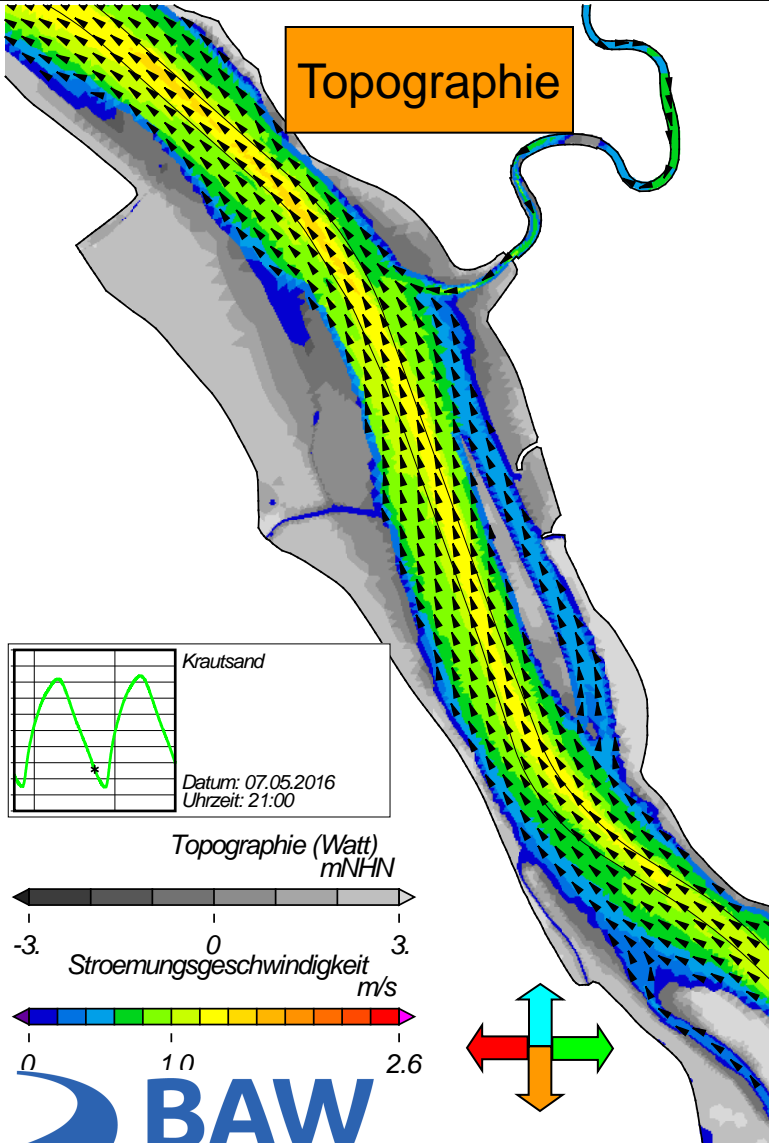 Topographie
Krautsand
Datum: 07.05.2016
Uhrzeit: 21:00
Topographie (Watt)
mNHN
-3. 0 3.
Stroemungsgeschwindigkeit
m/s
0 1.0 2.6
BAW